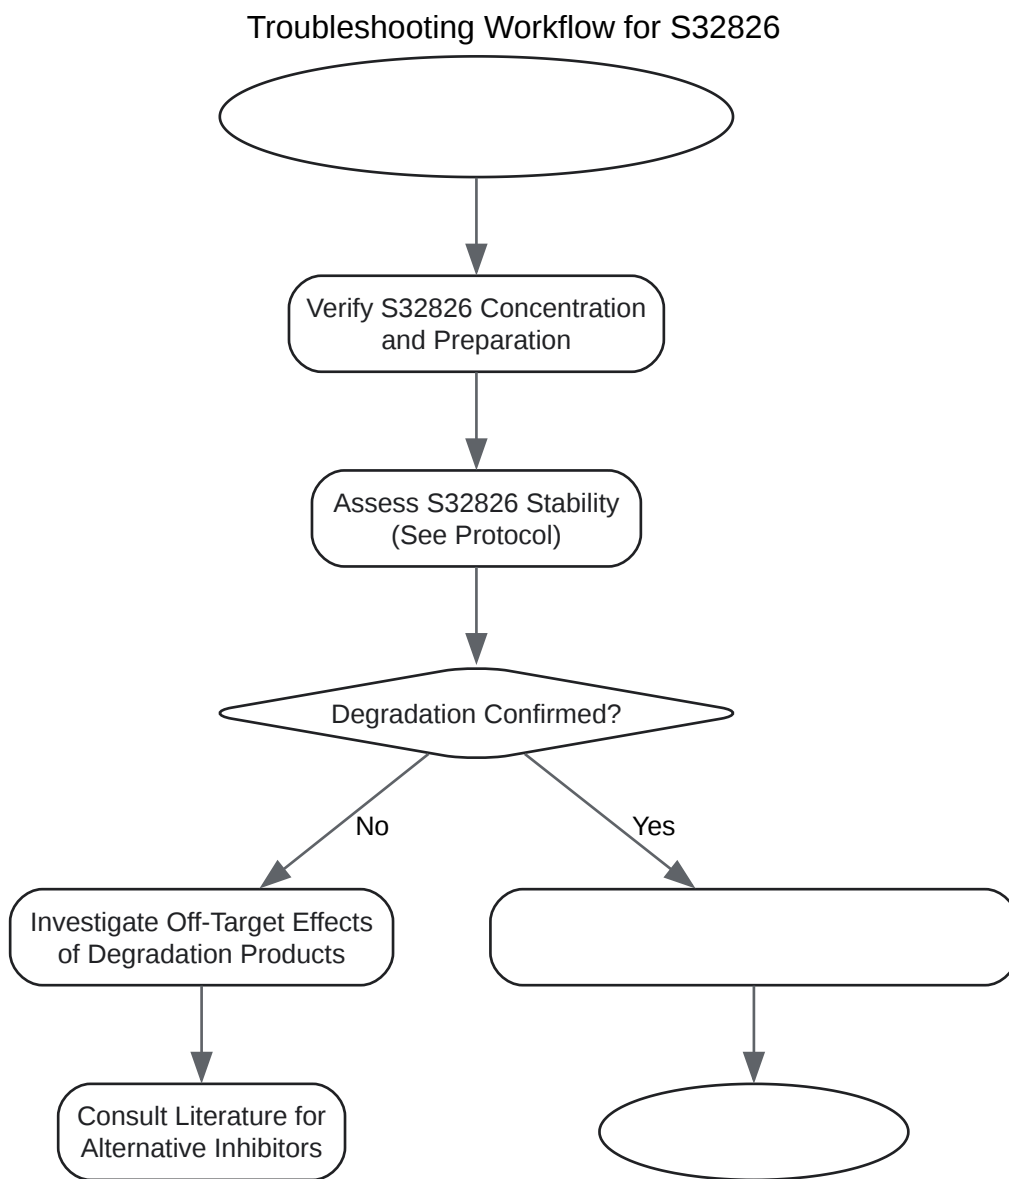 Troubleshooting Workflow for S32826
Verify S32826 Concentration
and Preparation
Assess S32826 Stability
(See Protocol)
Degradation Confirmed?
No
Yes
Investigate Off-Target Effects
of Degradation Products
Consult Literature for
Alternative Inhibitors